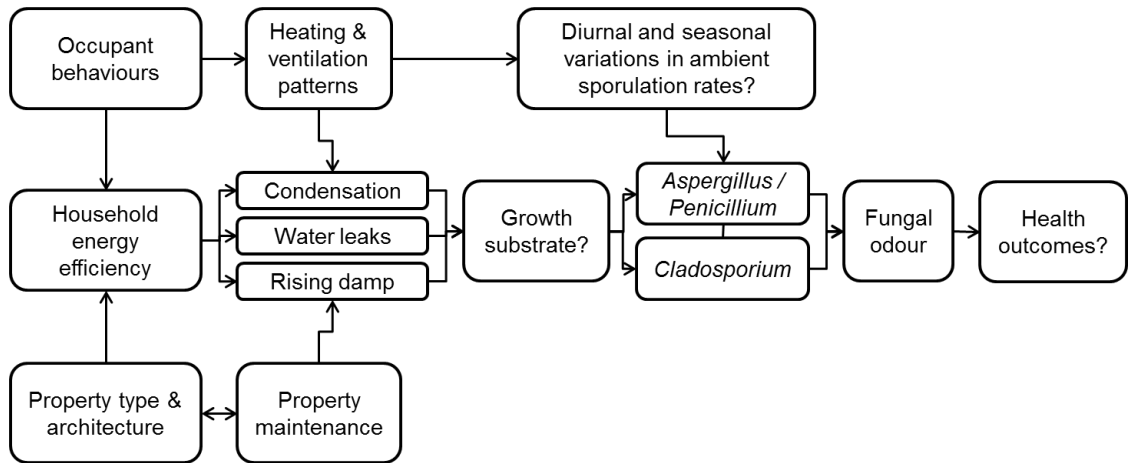 Occupant
behaviours
Heating &
ventilation
patterns
Diurnal and seasonal
variations in ambient
sporulation rates?
Household
energy
efficiency
Condensation
Water leaks
Rising damp
Growth
substrate?
Aspergillus /
Penicillium
Cladosporium
Fungal
odour
Health
outcomes?
Property type &
architecture
Property
maintenance